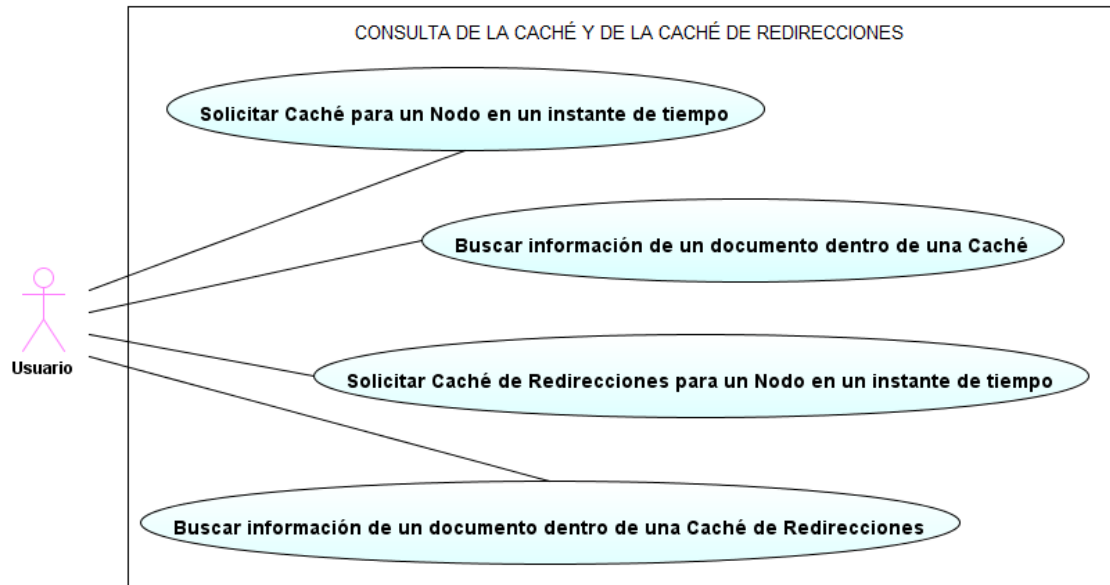 CONSULTA DE LA CACHÉ Y DE LA CACHÉ DE REDIRECCIONES
Solicitar Caché para un Nodo en un instante de tiempo
Buscar información de un documento dentro de una Caché
Usuario
Solicitar Caché de Redirecciones para un Nodo en un instante de tiempo
Buscar información de un documento dentro de una Caché de Redirecciones